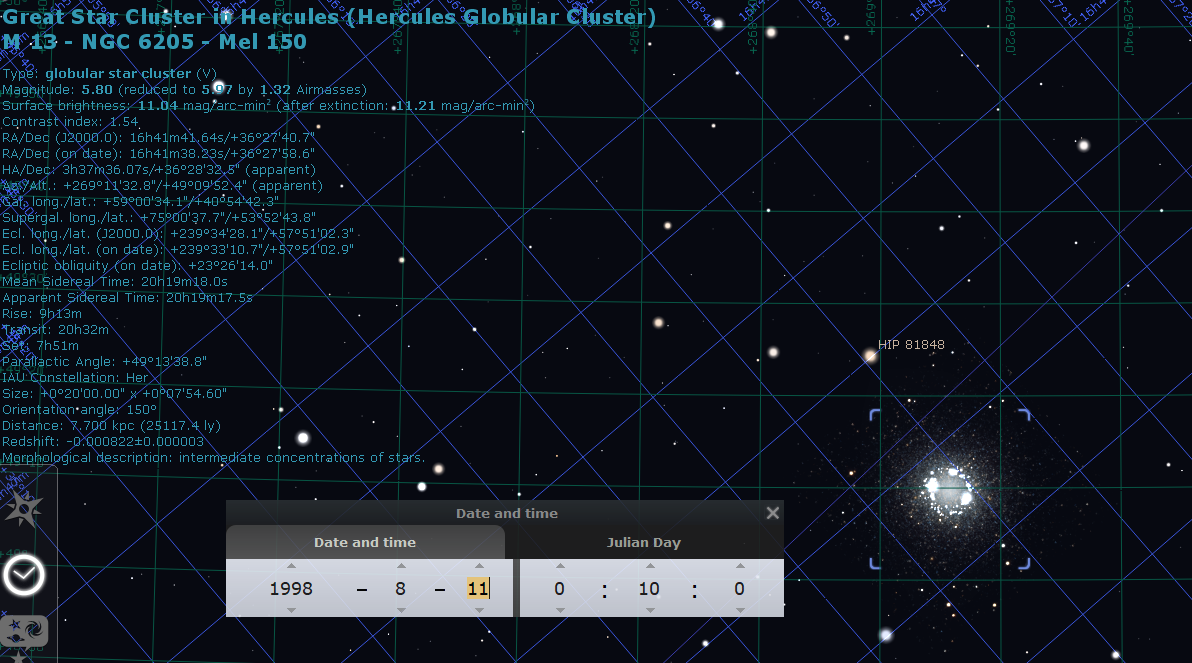 Great Star Cluster in Hercules (Hercules Globular Cluster)
M 13 - NGC 6205 - Mel 150
Type: globular star cluster (V)
Magnitude: 5.80 (reduced to 5.97 by 1.32 Airmasses)
Surface brightness: 11.04 mag/arc-min² (after extinction: 11.21 mag/arc-min²)
Contrast index: 1.54
RA/Dec (J2000.0): 16h41m41.64s/+36°27'40.7"
RA/Dec (on date): 16h41m38.23s/+36°27'58.6"
HA/Dec: 3h37m36.07s/+36°28'32.5" (apparent)
Az./Alt.: +269°11'32.8"/+49°09'52.4" (apparent)
Gal. long./lat.: +59°00'34.1"/+40°54'42.3"
Supergal. long./lat.: +75°00'37.7"/+53°52'43.8"
Ecl. long./lat. (J2000.0): +239°34'28.1"/+57°51'02.3"
Ecl. long./lat. (on date): +239°33'10.7"/+57°51'02.9"
Ecliptic obliquity (on date): +23°26'14.0"
Mean Sidereal Time: 20h19m18.0s
Apparent Sidereal Time: 20h19m17.5s
Rise: 9h13m
Transit: 20h32m
Set: 7h51m
Parallactic Angle: +49°13'38.8"
IAU Constellation: Her
Size: +0°20'00.00" x +0°07'54.60"
Orientation angle: 150°
Distance: 7.700 kpc (25117.4 ly)
Redshift: -0.000822±0.000003
Morphological description: intermediate concentrations of stars.
HIP 81848
Date and time
Date and time
Julian Day
1998 - 8 - 11 0 : 10 : 0